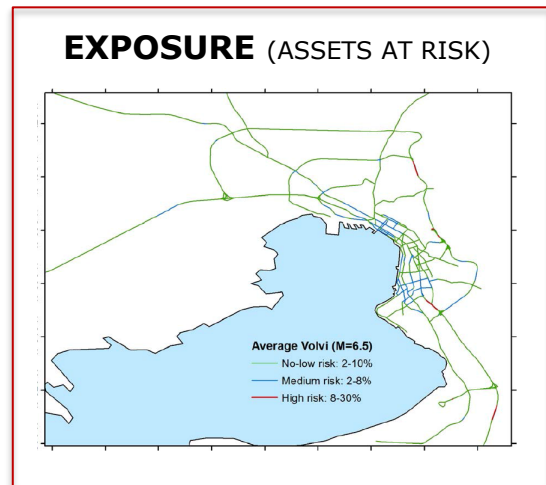 EXPOSURE (ASSETS AT RISK)
Average Volvi (M=6.5)
No-low risk: 2-10%
Medium risk: 2-8%
High risk: 8-30%